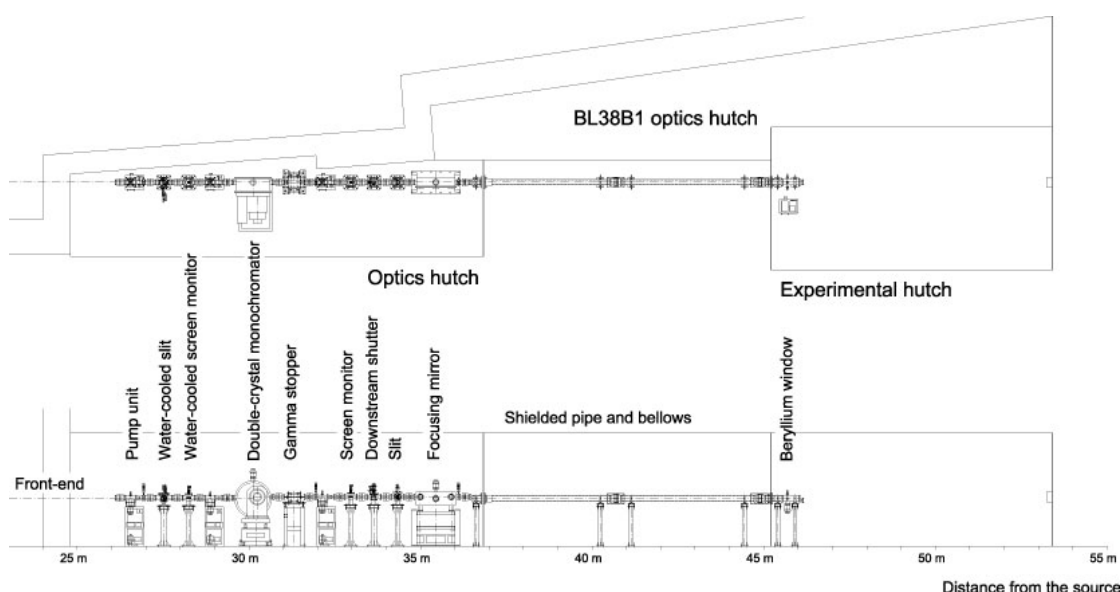 BL38B1 optics hutch
Optics hutch
Experimental hutch
Pump unit
Water-cooled slit
Water-cooled screen monitor
Double-crystal monochromator
Gamma stopper
Screen monitor
Downstream shutter
Slit
Focusing mirror
Shielded pipe and bellows
Beryllium window
Front-end
25 m
30 m
35 m
40 m
45 m
50 m
55 m
Distance from the source